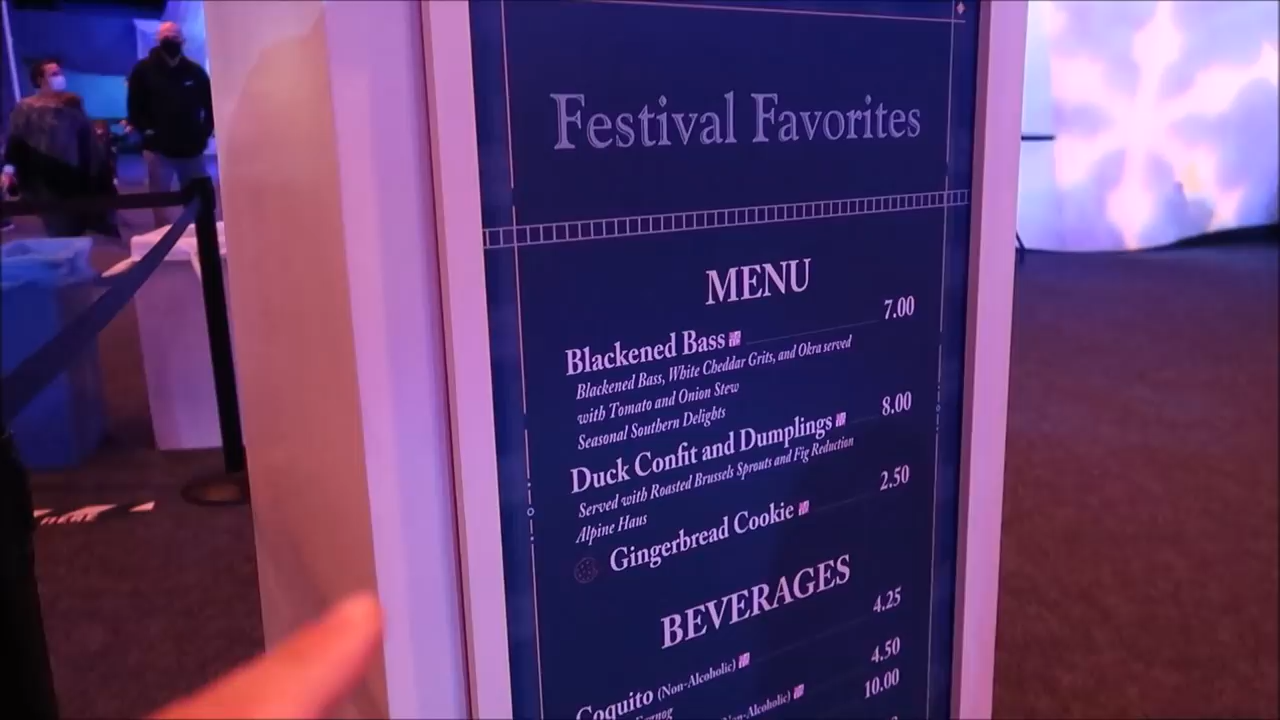 Festival Favorites
MENU
Blackened Bass 7.00
Blackened Bass, White Cheddar Grits, and Okra served
with Tomato and Onion Stew
Seasonal Southern Delights
Duck Confit and Dumplings 8.00
Served with Roasted Brussels Sprouts and Fig Reduction
Alpine Haus
Gingerbread Cookie 2.50
BEVERAGES
Coquito (Non-Alcoholic) 4.25
4.50
10.00